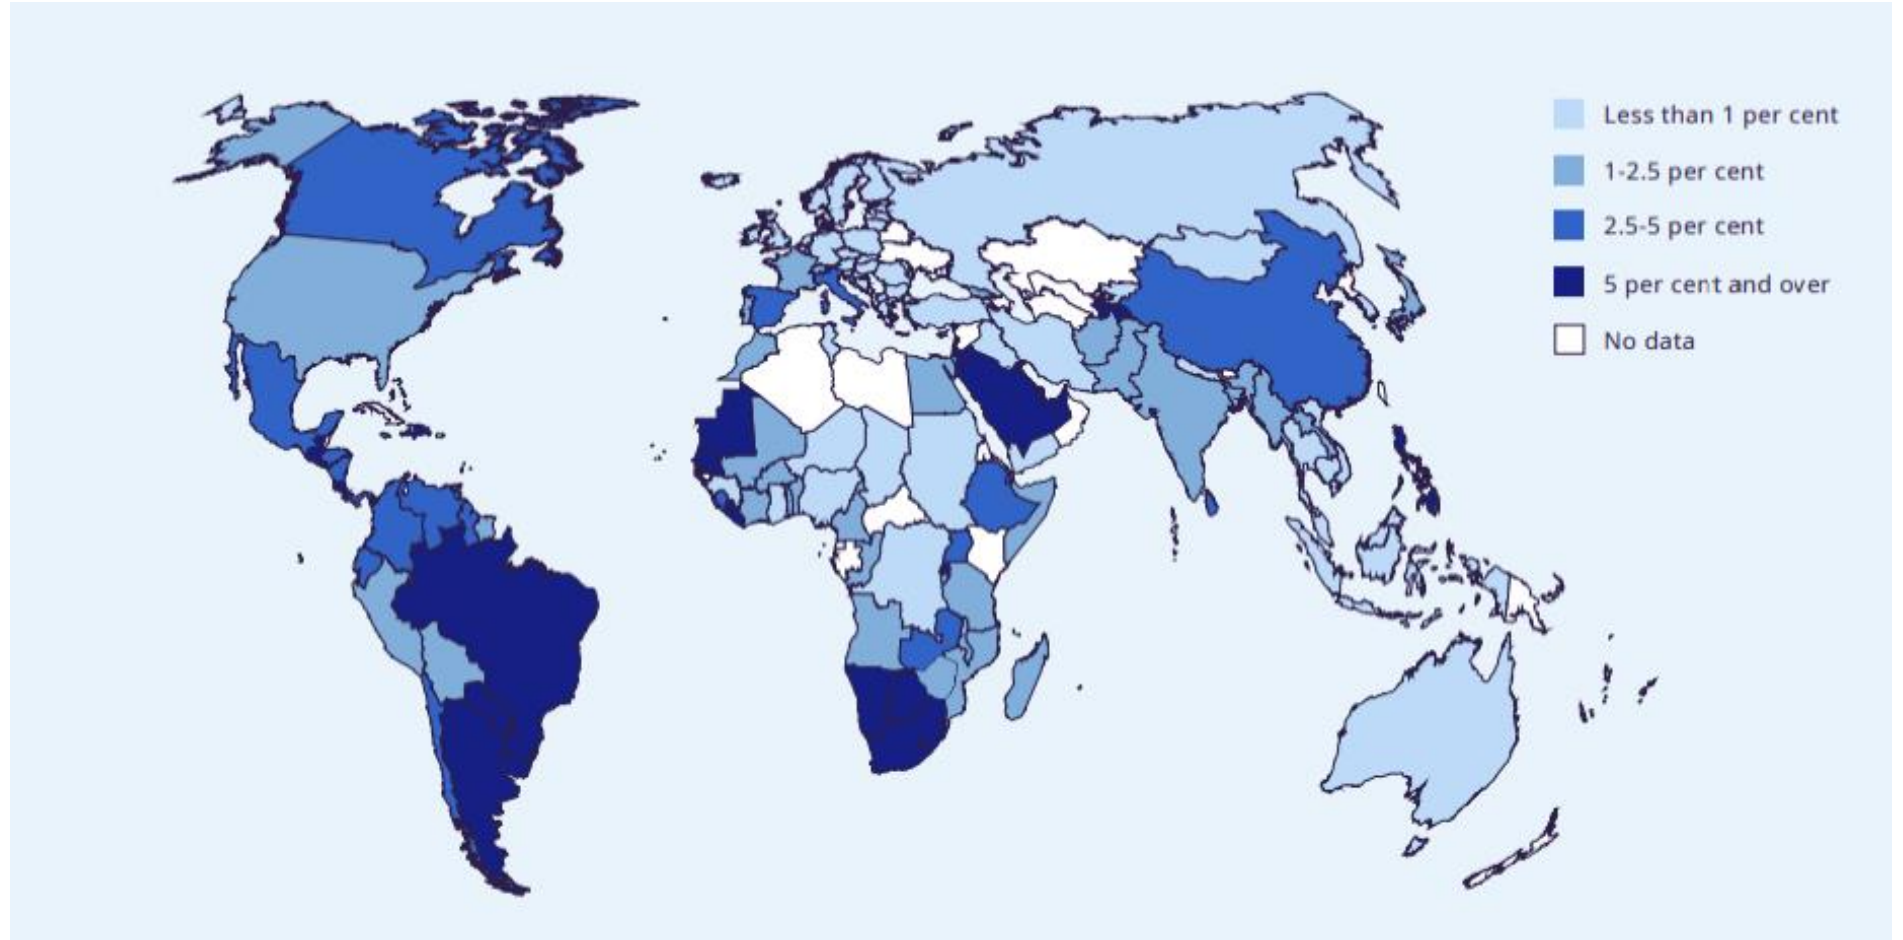 Less than 1 per cent
1-2.5 per cent
2.5-5 per cent
5 per cent and over
No data